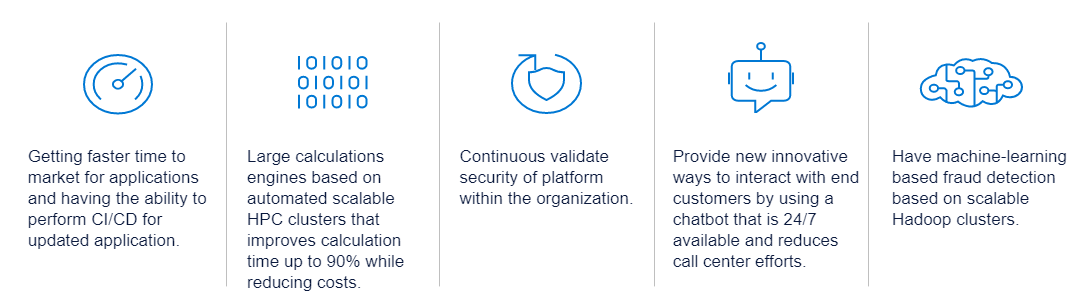 101010
010101
101010
Getting faster time to
market for applications
and having the ability to
perform CI/CD for
updated application.
Large calculations
engines based on
automated scalable
HPC clusters that
improves calculation
time up to 90% while
reducing costs.
Continuous validate
security of platform
within the organization.
Provide new innovative
ways to interact with end
customers by using a
chatbot that is 24/7
available and reduces
call center efforts.
Have machine-learning
based fraud detection
based on scalable
Hadoop clusters.